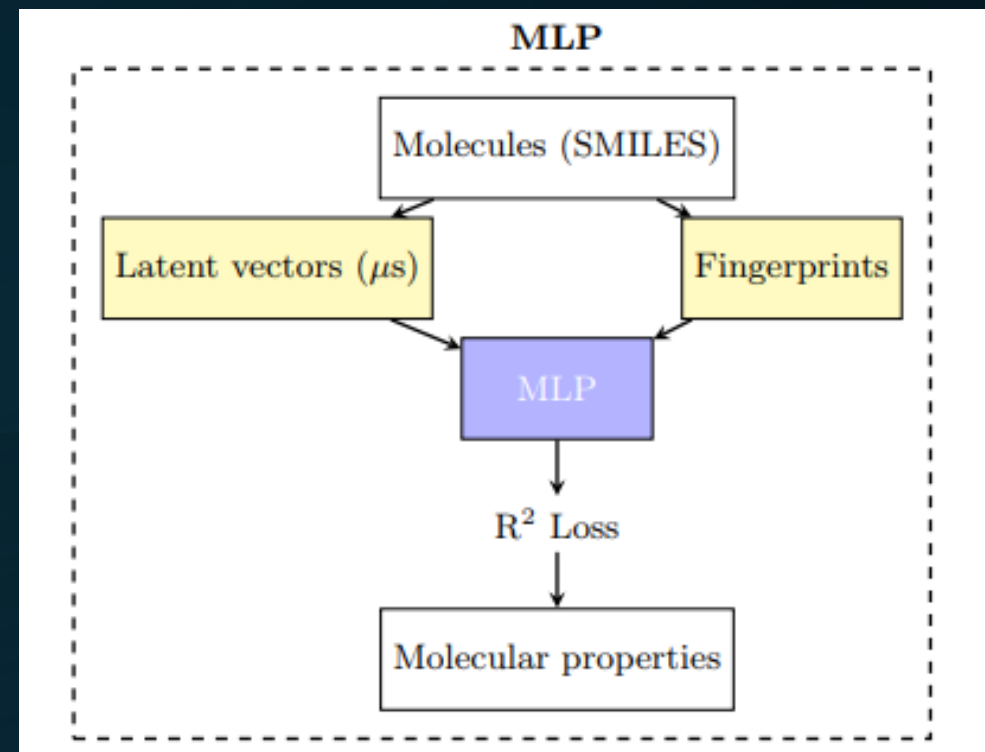 MLP
Molecules (SMILES)
Latent vectors (μs)
Fingerprints
MLP
R² Loss
Molecular properties